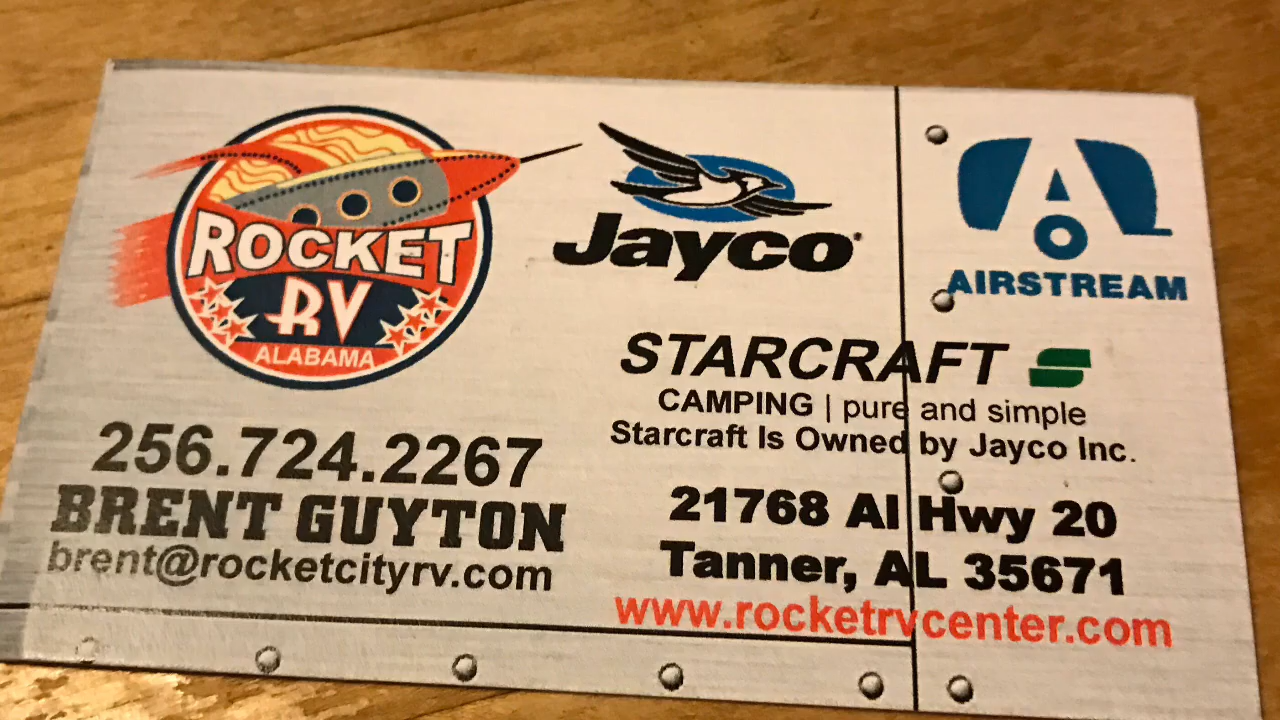 ROCKET
RV
ALABAMA
Jayco
AIRSTREAM
STARCRAFT
CAMPING | pure and simple
Starcraft Is Owned by Jayco Inc.
256.724.2267
BRENT GUYTON
brent@rocketcityrv.com
21768 Al Hwy 20
Tanner, AL 35671
www.rocketrvcenter.com